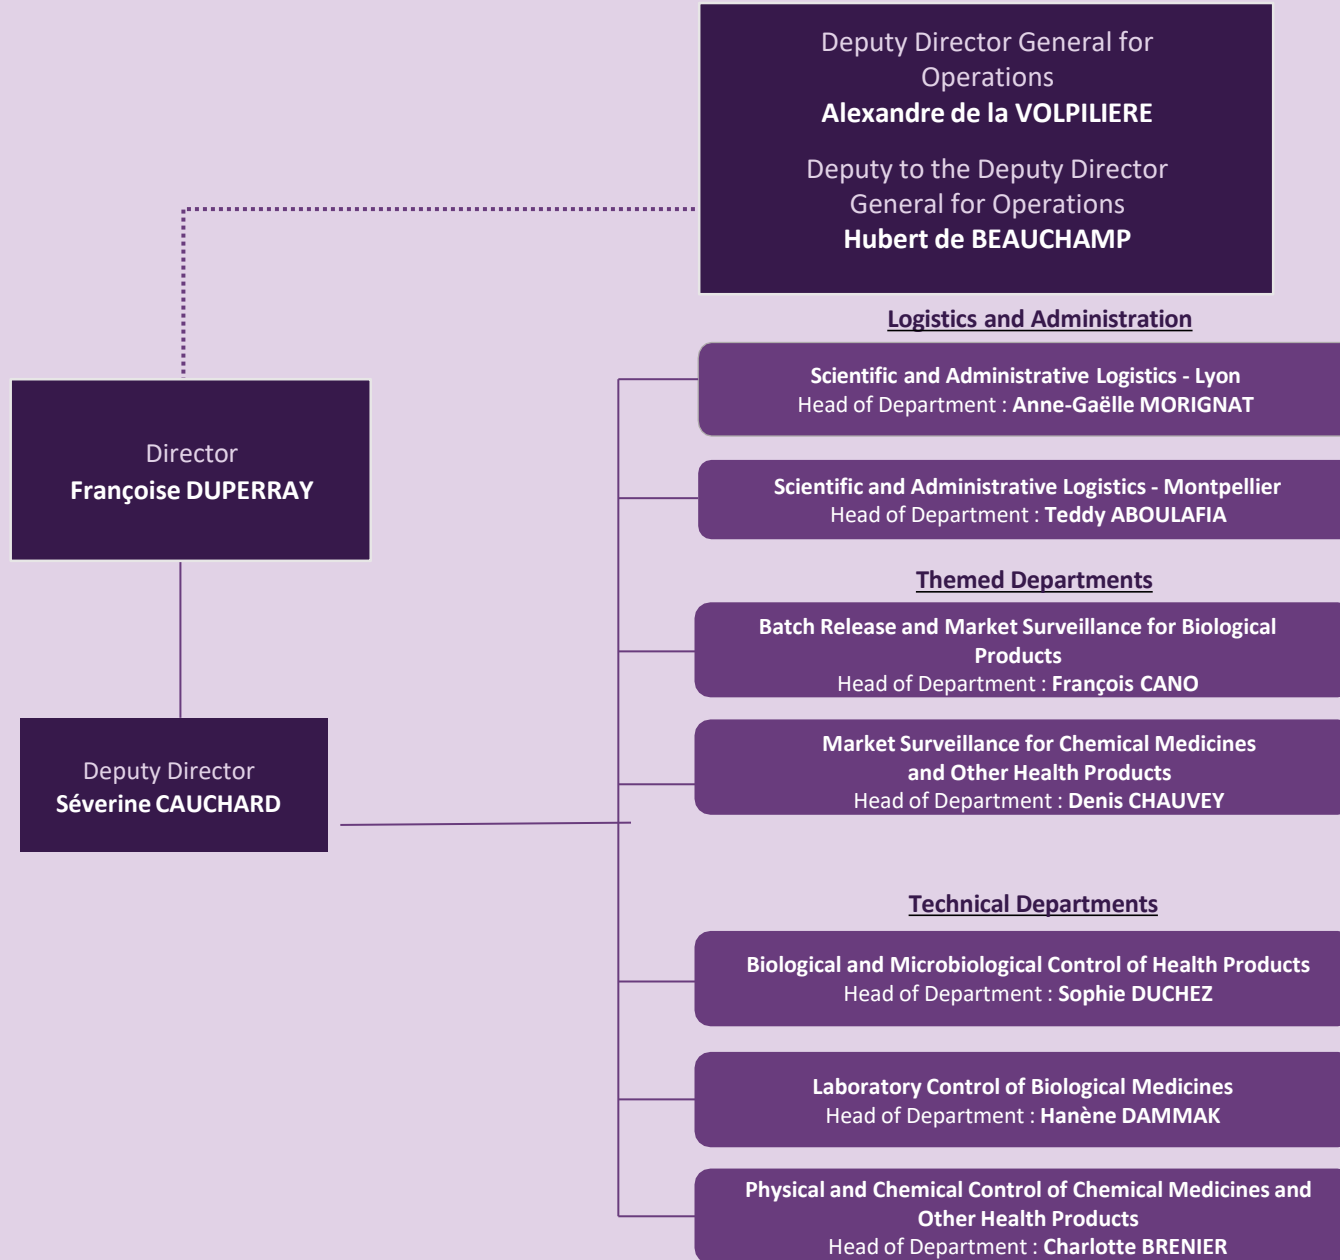 Deputy Director General for
Operations
Alexandre de la VOLPILIERE
Deputy to the Deputy Director
General for Operations
Hubert de BEAUCHAMP
Director
Françoise DUPERRAY
Deputy Director
Séverine CAUCHARD
Logistics and Administration
Scientific and Administrative Logistics - Lyon
Head of Department : Anne-Gaëlle MORIGNAT
Scientific and Administrative Logistics - Montpellier
Head of Department : Teddy ABOULAFIA
Themed Departments
Batch Release and Market Surveillance for Biological
Products
Head of Department : François CANO
Market Surveillance for Chemical Medicines
and Other Health Products
Head of Department : Denis CHAUVEY
Technical Departments
Biological and Microbiological Control of Health Products
Head of Department : Sophie DUCHEZ
Laboratory Control of Biological Medicines
Head of Department : Hanène DAMMAK
Physical and Chemical Control of Chemical Medicines and
Other Health Products
Head of Department : Charlotte BRENIER